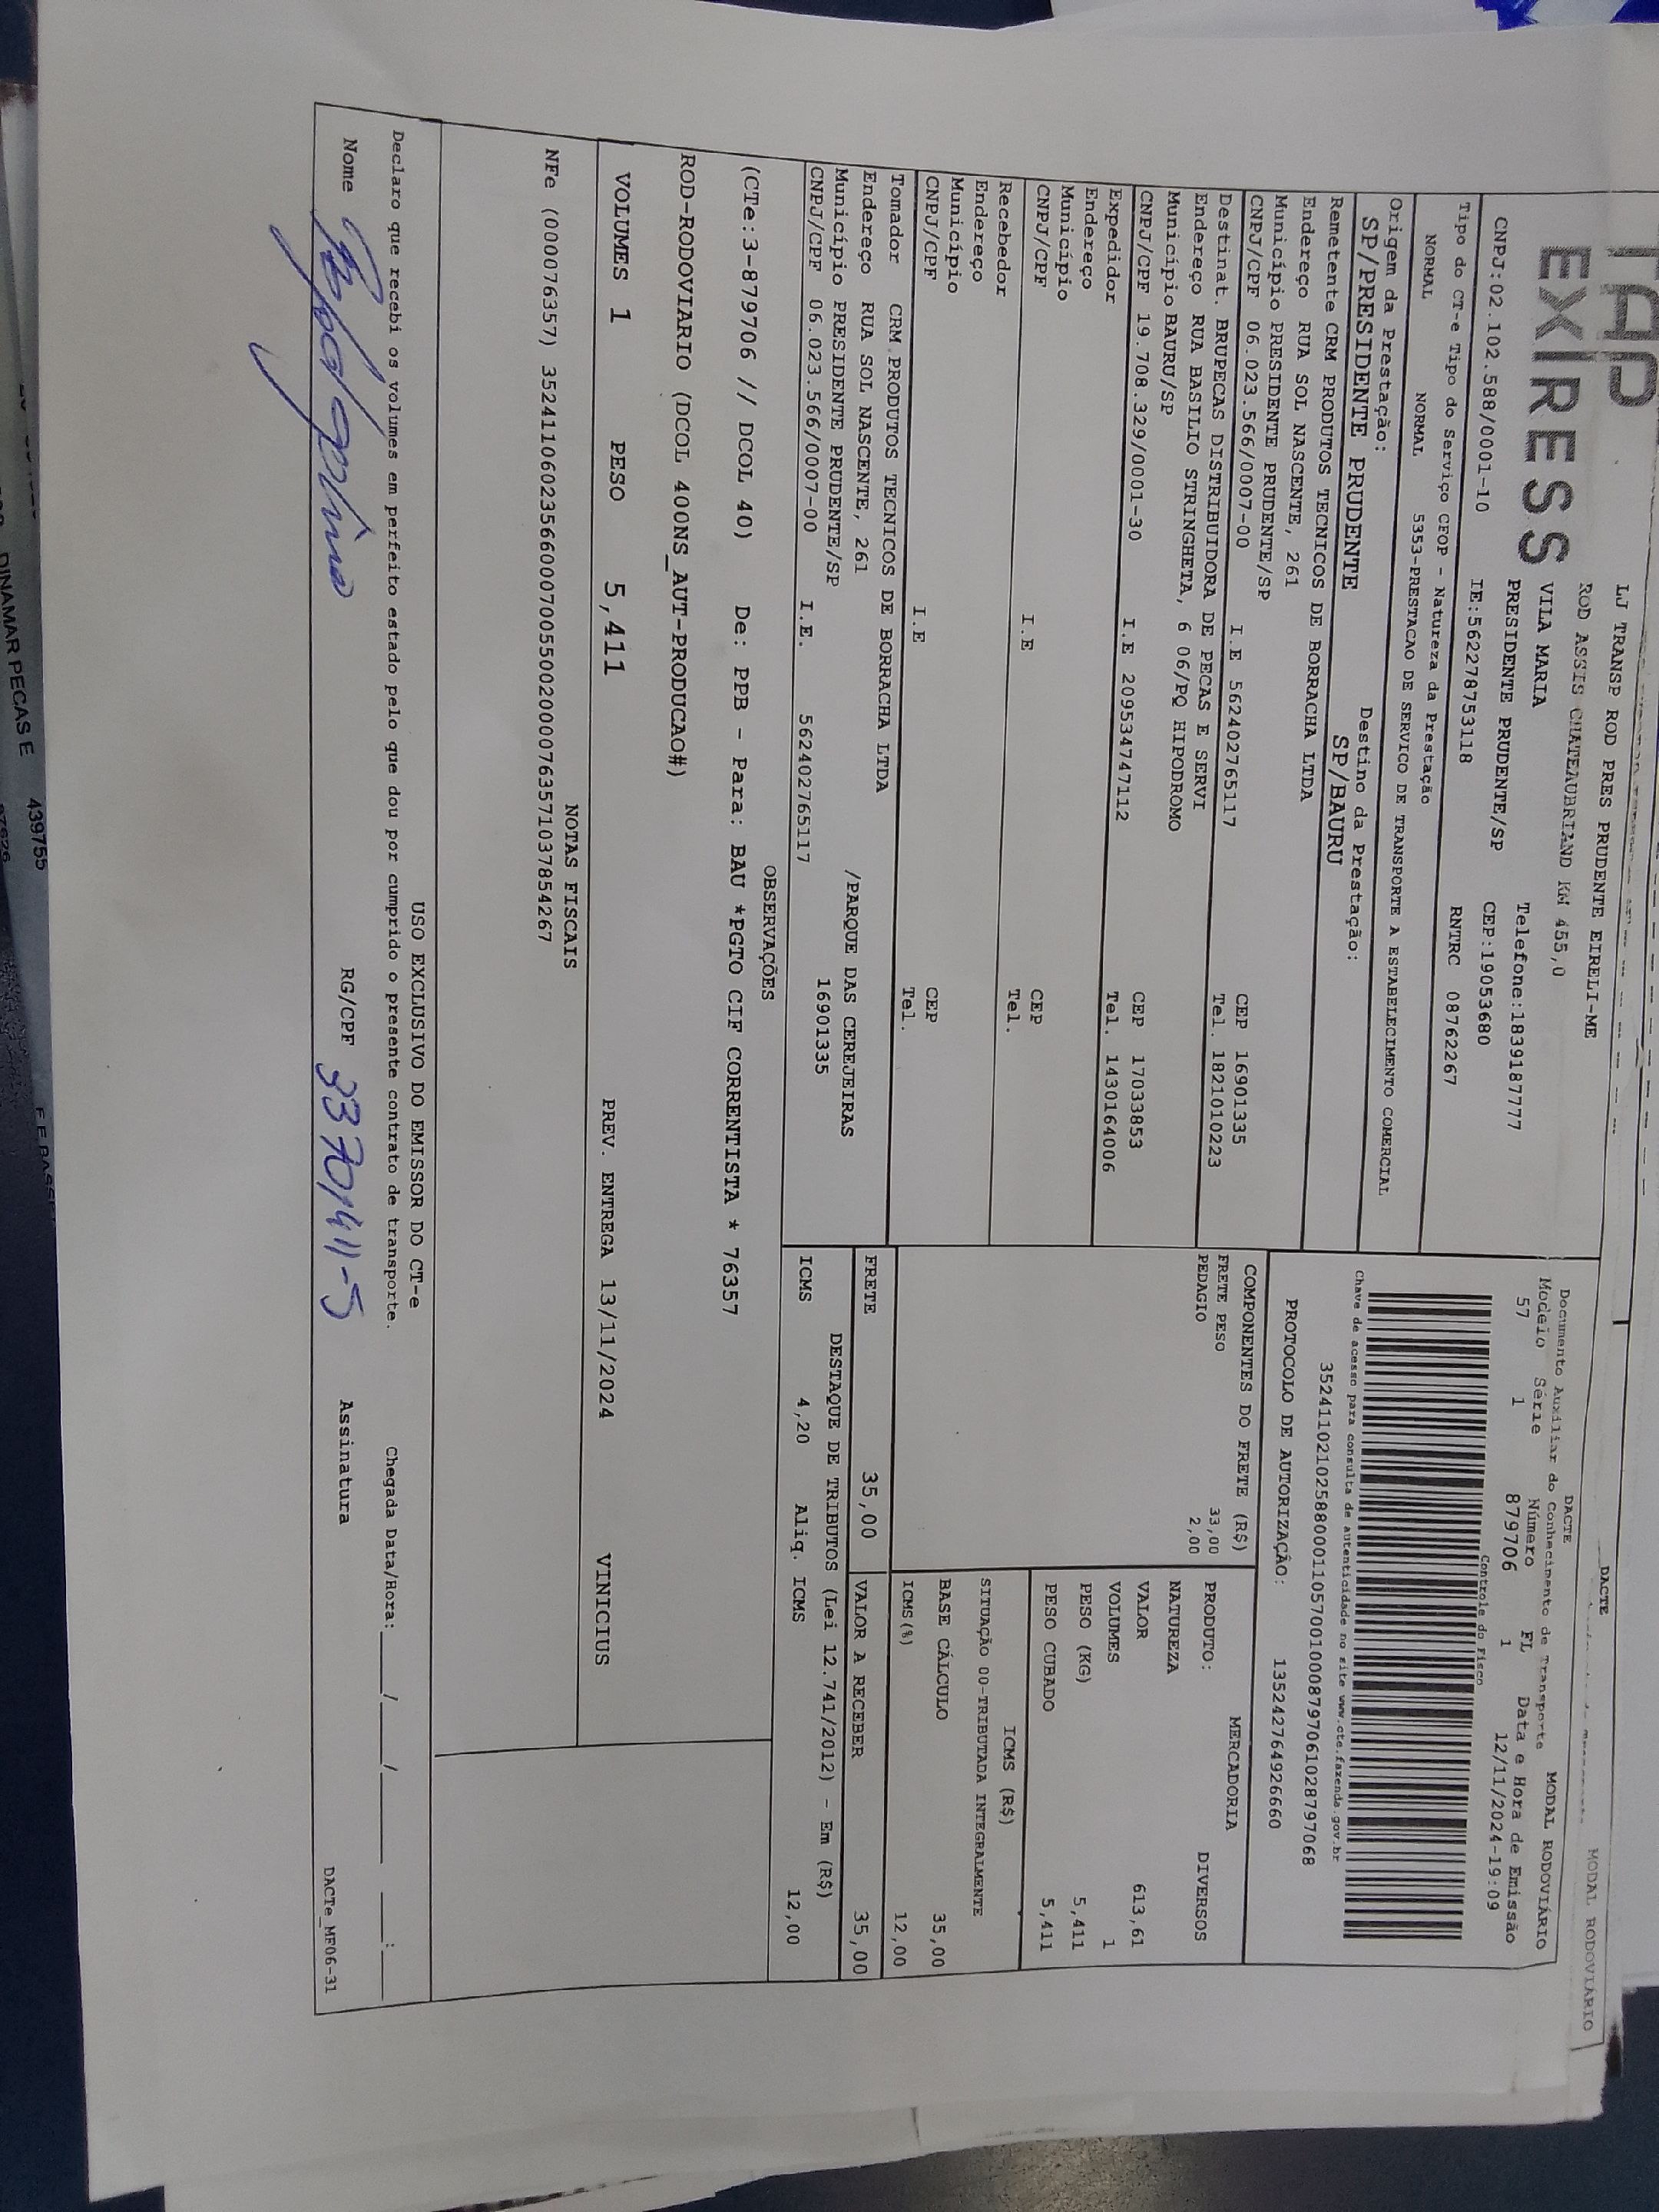 TAP
EXPRESS
LJ TRANSP ROD PRES PRUDENTE EIRELI-ME
ROD ASSIS CHATEAUBRIAND KM 455,0
VILA MARIA
PRESIDENTE PRUDENTE/SP
Telefone:1839187777
CNPJ:02.102.588/0001-10 IE:562278753118 CEP:19053680
RNTRC 08762267
Tipo do CT-e Tipo do Serviço CFOP - Natureza da Prestação
NORMAL NORMAL 5353-PRESTACAO DE SERVICO DE TRANSPORTE A ESTABELECIMENTO COMERCIAL
Origem da Prestação: Destino da Prestação:
SP/PRESIDENTE PRUDENTE SP/BAURU
DACTE MODAL RODOVIÁRIO
DACTE
Documento Auxiliar do Conhecimento de Transporte MODAL RODOVIÁRIO
Modelo Série Número FL Data e Hora de Emissão
57 1 879706 1 12/11/2024-19:09
Controle do Fisco
Chave de acesso para consulta de autenticidade no site www.cte.fazenda.gov.br
35241102102588000110570010008797061028797068
PROTOCOLO DE AUTORIZAÇÃO: 135242764926660
Remetente CRM PRODUTOS TECNICOS DE BORRACHA LTDA
Endereço RUA SOL NASCENTE, 261
Município PRESIDENTE PRUDENTE/SP CEP 16901335
CNPJ/CPF 06.023.566/0007-00 I.E 562402765117 Tel. 1821010223
Destinat. BRUPECAS DISTRIBUIDORA DE PECAS E SERVI
Endereço RUA BASILIO STRINGHETA, 6 06/PQ HIPODROMO
Município BAURU/SP CEP 17033853
CNPJ/CPF 19.708.329/0001-30 I.E 209534747112 Tel. 1430164006
Expedidor
Endereço
Município CEP
CNPJ/CPF I.E Tel.
Recebedor
Endereço
Município CEP
CNPJ/CPF I.E Tel.
Tomador CRM PRODUTOS TECNICOS DE BORRACHA LTDA
Endereço RUA SOL NASCENTE, 261 /PARQUE DAS CEREJEIRAS
Município PRESIDENTE PRUDENTE/SP 16901335
CNPJ/CPF 06.023.566/0007-00 I.E. 562402765117
COMPONENTES DO FRETE (R$)
FRETE PESO 33,00
PEDAGIO 2,00
MERCADORIA
PRODUTO: DIVERSOS
NATUREZA
VALOR 613,61
VOLUMES 1
PESO (KG) 5,411
PESO CUBADO 5,411
ICMS (R$)
SITUAÇÃO 00-TRIBUTADA INTEGRALMENTE
BASE CÁLCULO 35,00
ICMS(%) 12,00
FRETE 35,00 VALOR A RECEBER 35,00
DESTAQUE DE TRIBUTOS (Lei 12.741/2012) - Em (R$)
ICMS 4,20 Aliq. ICMS 12,00
OBSERVAÇÕES
(CTe:3-879706 // DCOL 40) De: PPB - Para: BAU *PGTO CIF CORRENTISTA * 76357
ROD-RODOVIARIO (DCOL 400NS_AUT-PRODUCAO#)
VOLUMES 1 PESO 5,411 PREV. ENTREGA 13/11/2024 VINICIUS
NOTAS FISCAIS
NFe (000076357) 35241106023566000700550020000763571037854267
USO EXCLUSIVO DO EMISSOR DO CT-e
Declaro que recebi os volumes em perfeito estado pelo que dou por cumprido o presente contrato de transporte. Chegada Data/Hora:____/____/____ ____:____
Nome RG/CPF 3370411-5 Assinatura
DACTe_MF06-31
DINAMAR PECAS E
439755